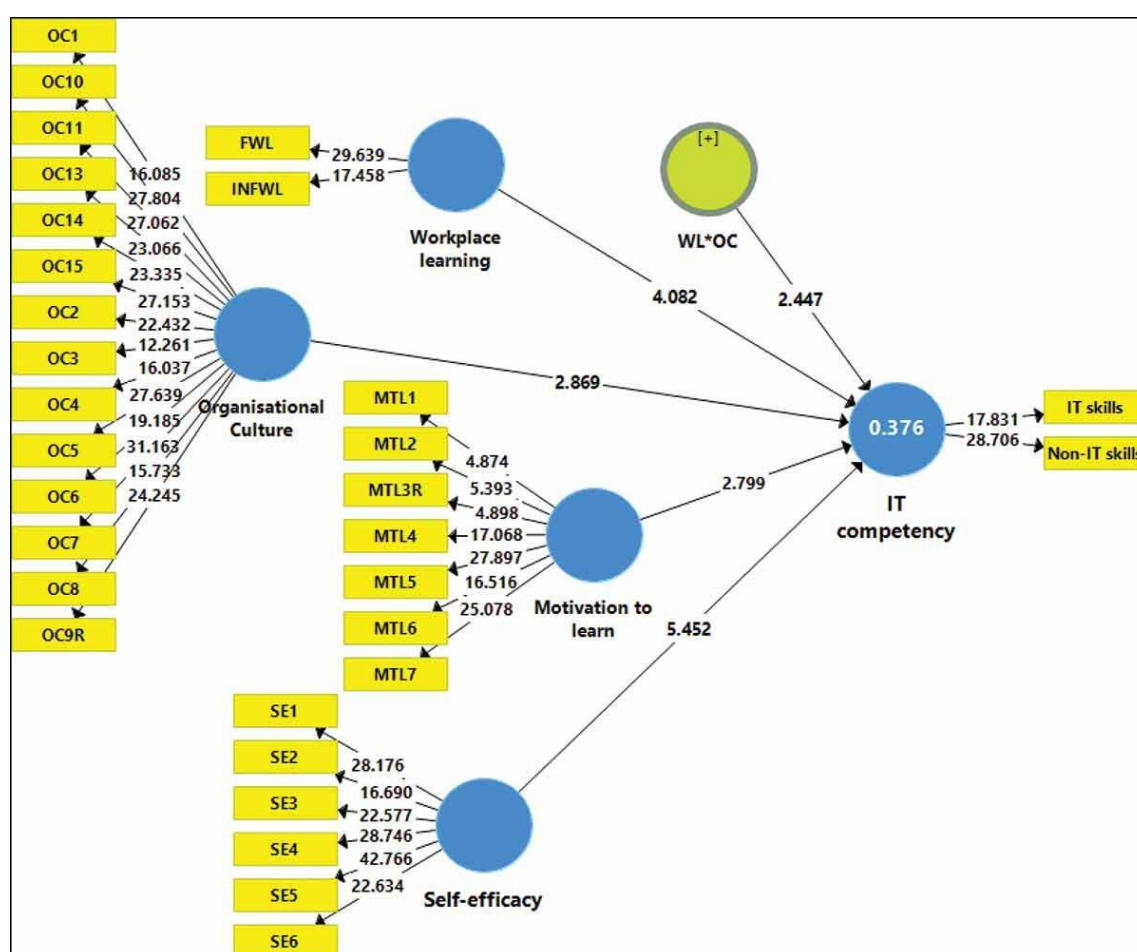 OC1
OC10
OC11
OC13
OC14
OC15
OC2
OC3
OC4
OC5
OC6
OC7
OC8
OC9R
16.085
27.804
27.062
23.066
23.335
27.153
22.432
12.261
16.037
27.639
19.185
31.163
15.733
24.245
Organisational
Culture
FWL
INFWL
29.639
17.458
Workplace
learning
[+]
WL*OC
4.082
2.447
2.869
MTL1
MTL2
MTL3R
MTL4
MTL5
MTL6
MTL7
4.874
5.393
4.898
17.068
27.897
16.516
25.078
Motivation to
learn
2.799
0.376
IT
competency
17.831
28.706
IT skills
Non-IT skills
SE1
SE2
SE3
SE4
SE5
SE6
28.176
16.690
22.577
28.746
42.766
22.634
Self-efficacy
5.452